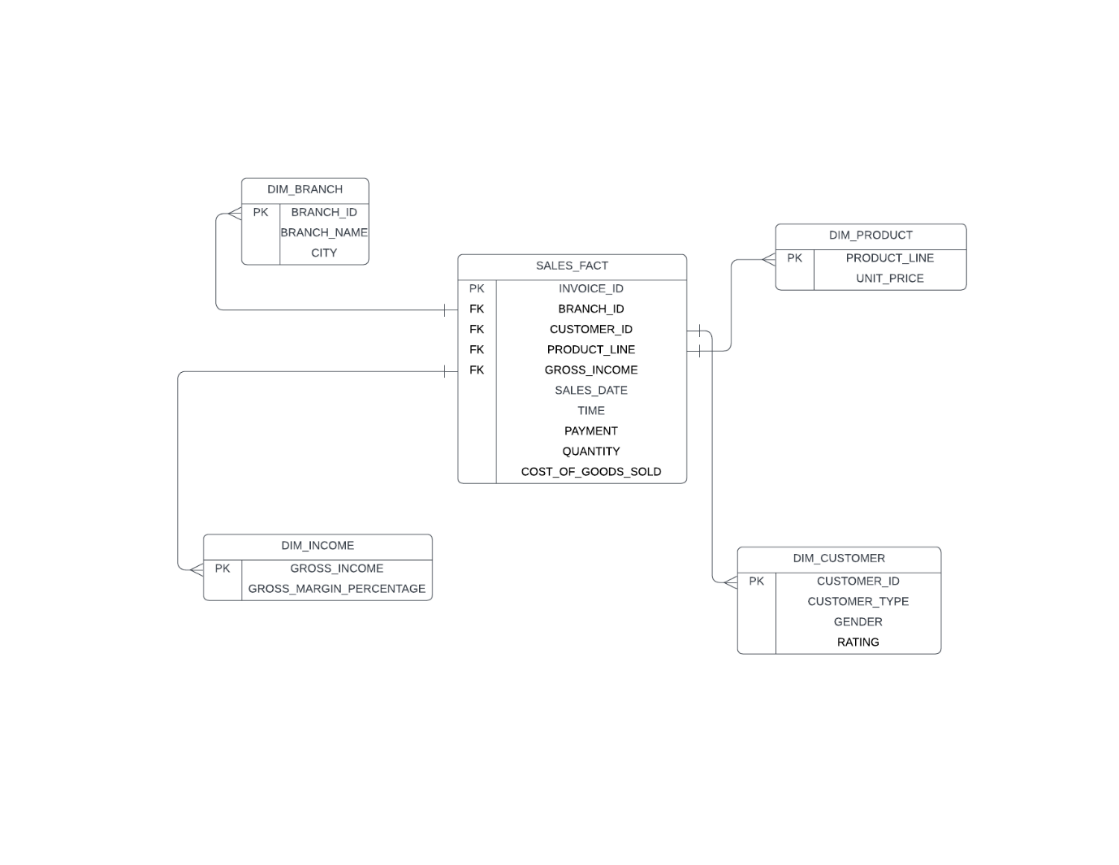 DIM_BRANCH
PK BRANCH_ID
BRANCH_NAME
CITY
DIM_PRODUCT
PK PRODUCT_LINE
UNIT_PRICE
SALES_FACT
PK INVOICE_ID
FK BRANCH_ID
FK CUSTOMER_ID
FK PRODUCT_LINE
FK GROSS_INCOME
SALES_DATE
TIME
PAYMENT
QUANTITY
COST_OF_GOODS_SOLD
DIM_INCOME
PK GROSS_INCOME
GROSS_MARGIN_PERCENTAGE
DIM_CUSTOMER
PK CUSTOMER_ID
CUSTOMER_TYPE
GENDER
RATING